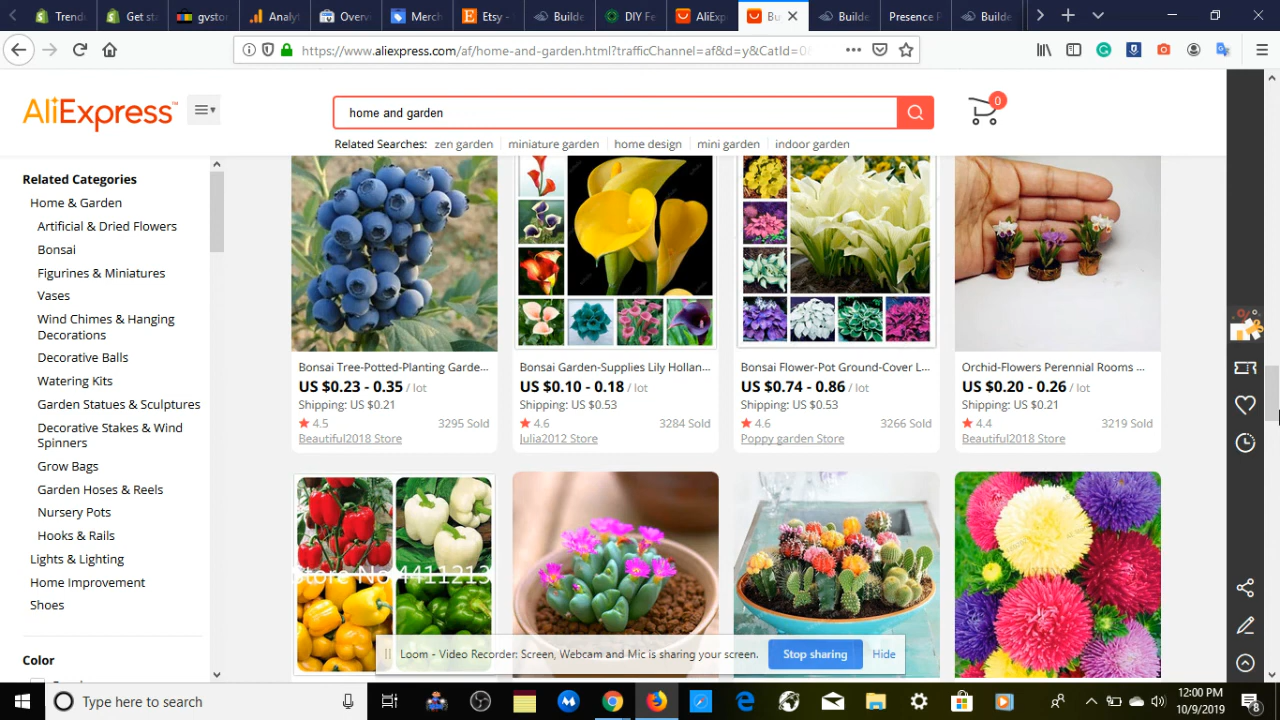 Trend
Get sta
gvstor
Analyt
Overv
Merch
Etsy -
Builde
DIY Fe
AliExp
Bu
Builde
Presence P
Builde
https://www.aliexpress.com/af/home-and-garden.html?trafficChannel=af&d=y&CatId=0
AliExpress™
home and garden
0
Related Searches: zen garden miniature garden home design mini garden indoor garden
Related Categories
Home & Garden
Artificial & Dried Flowers
Bonsai
Figurines & Miniatures
Vases
Wind Chimes & Hanging
Decorations
Decorative Balls
Watering Kits
Garden Statues & Sculptures
Decorative Stakes & Wind
Spinners
Grow Bags
Garden Hoses & Reels
Nursery Pots
Hooks & Rails
Lights & Lighting
Home Improvement
Shoes
Color
Bonsai Tree-Potted-Planting Garde...
US $0.23 - 0.35 / lot
Shipping: US $0.21
4.5 3295 Sold
Beautiful2018 Store
Bonsai Garden-Supplies Lily Hollan...
US $0.10 - 0.18 / lot
Shipping: US $0.53
4.6 3284 Sold
Julia2012 Store
Bonsai Flower-Pot Ground-Cover L...
US $0.74 - 0.86 / lot
Shipping: US $0.53
4.6 3266 Sold
Poppy garden Store
Orchid-Flowers Perennial Rooms ...
US $0.20 - 0.26 / lot
Shipping: US $0.21
4.4 3219 Sold
Beautiful2018 Store
Store No 4411213
Loom - Video Recorder: Screen, Webcam and Mic is sharing your screen. Stop sharing Hide
Type here to search
12:00 PM
10/9/2019
8